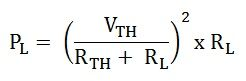 P_L = (V_TH / (R_TH + R_L))^2 x R_L